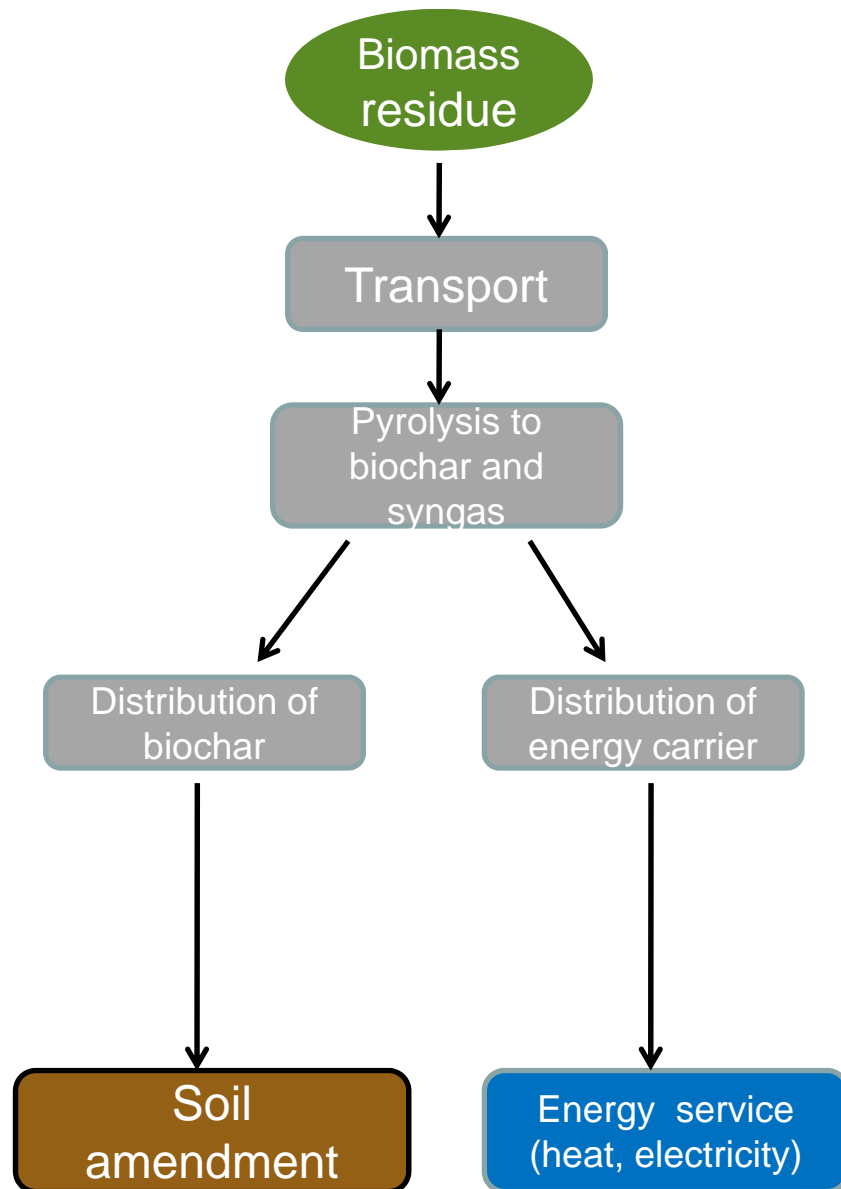 Biomass
residue
Transport
Pyrolysis to
biochar and
syngas
Distribution of
biochar
Distribution of
energy carrier
Soil
amendment
Energy  service
(heat, electricity)